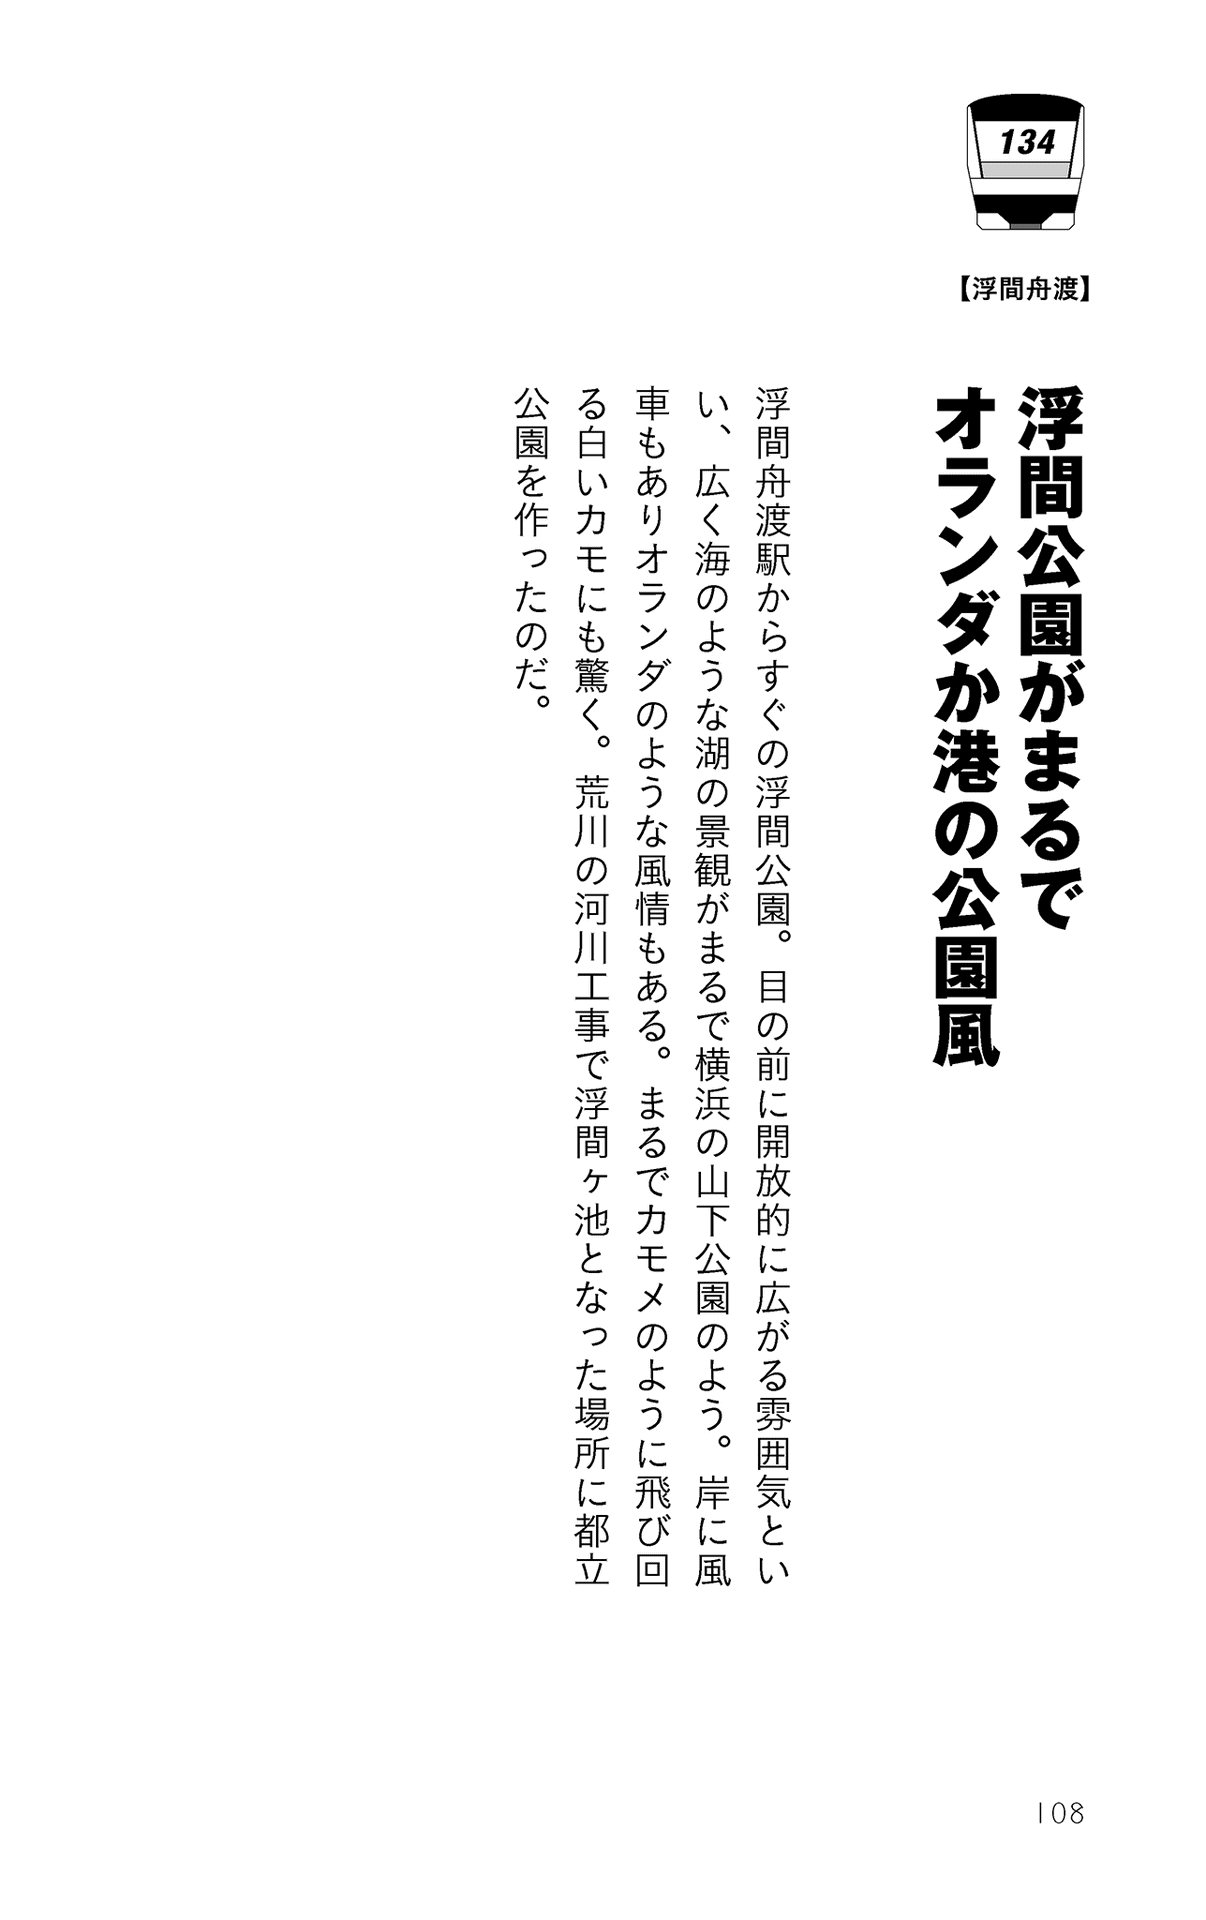 134
【浮間舟渡】
浮間公園がまるで
オランダか港の公園風
浮間舟渡駅からすぐの浮間公園。目の前に開放的に広がる雰囲気とい
い、広く海のような湖の景観がまるで横浜の山下公園のよう。岸に風
車もありオランダのような風情もある。まるでカモメのように飛び回
る白いカモにも驚く。荒川の河川工事で浮間ヶ池となった場所に都立
公園を作ったのだ。
108